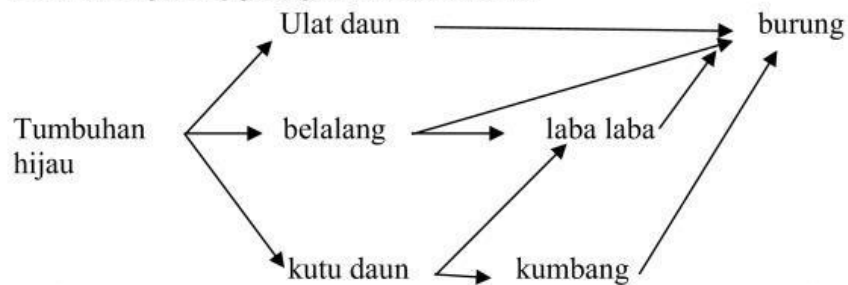 Ulat daun
burung
Tumbuhan
hijau
belalang
laba laba
kutu daun
kumbang